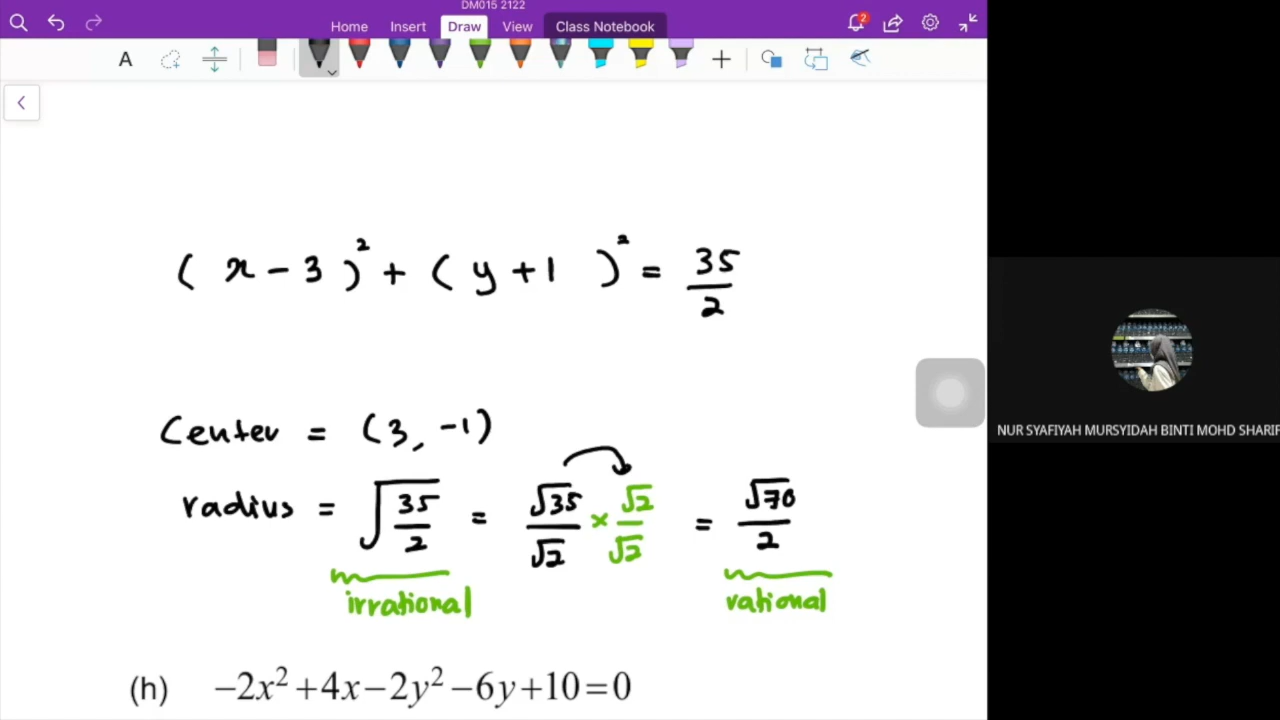 DM015 2122
Home Insert Draw View Class Notebook
2
A
(x - 3)² + (y + 1)² = 35/2
Center = (3, -1)
radius = √(35/2) = √35/√2 × √2/√2 = √70/2
irrational rational
(h) −2x² + 4x − 2y² − 6y + 10 = 0
NUR SYAFIYAH MURSYIDAH BINTI MOHD SHARIF